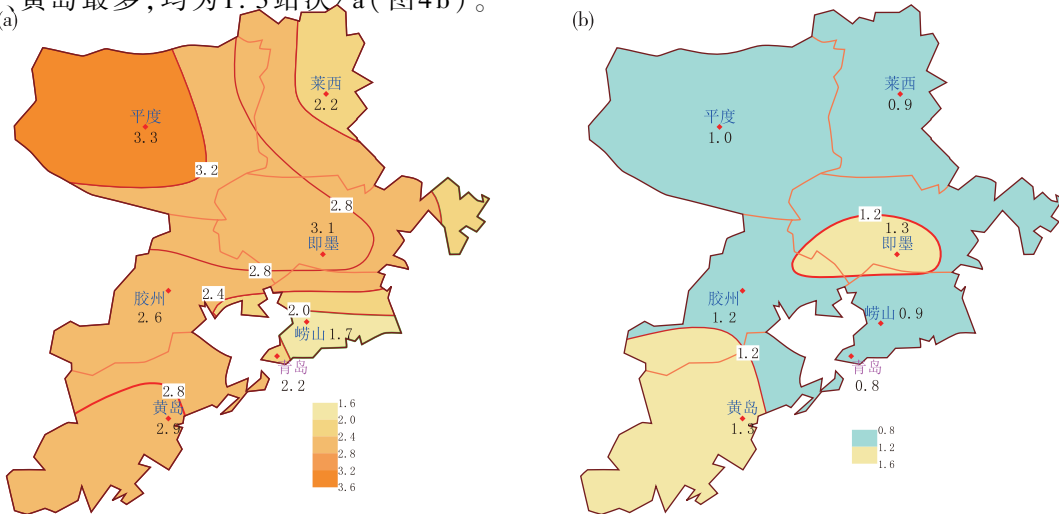 黄岛最多,均为1.3站次/a(图4b)。
(a)
莱西
2.2
平度
3.3
3.2
2.8
3.1
即墨
2.8
2.4
胶州
2.6
2.0
崂山 1.7
青岛
2.2
2.8
黄岛
2.9
1.6
2.0
2.4
2.8
3.2
3.6
(b)
莱西
0.9
平度
1.0
1.2
1.3
即墨
胶州
1.2
崂山 0.9
1.2
青岛
0.8
黄岛
1.3
0.8
1.2
1.6